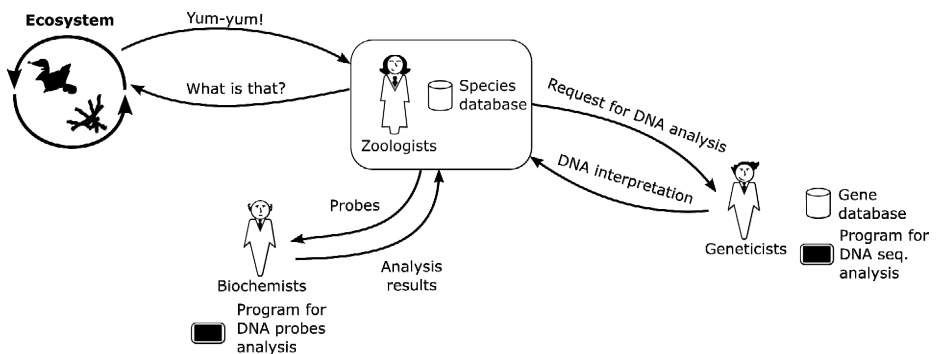 Ecosystem
Yum-yum!
What is that?
Species
database
Zoologists
Request for DNA analysis
DNA interpretation
Gene
database
Geneticists
Program for
DNA seq.
analysis
Probes
Analysis
results
Biochemists
Program for
DNA probes
analysis